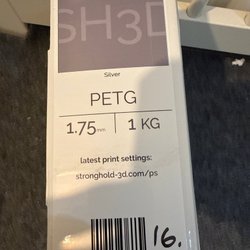 SH3D
Silver
PETG
1.75mm | 1 KG
latest print settings:
stronghold-3d.com/ps
16.